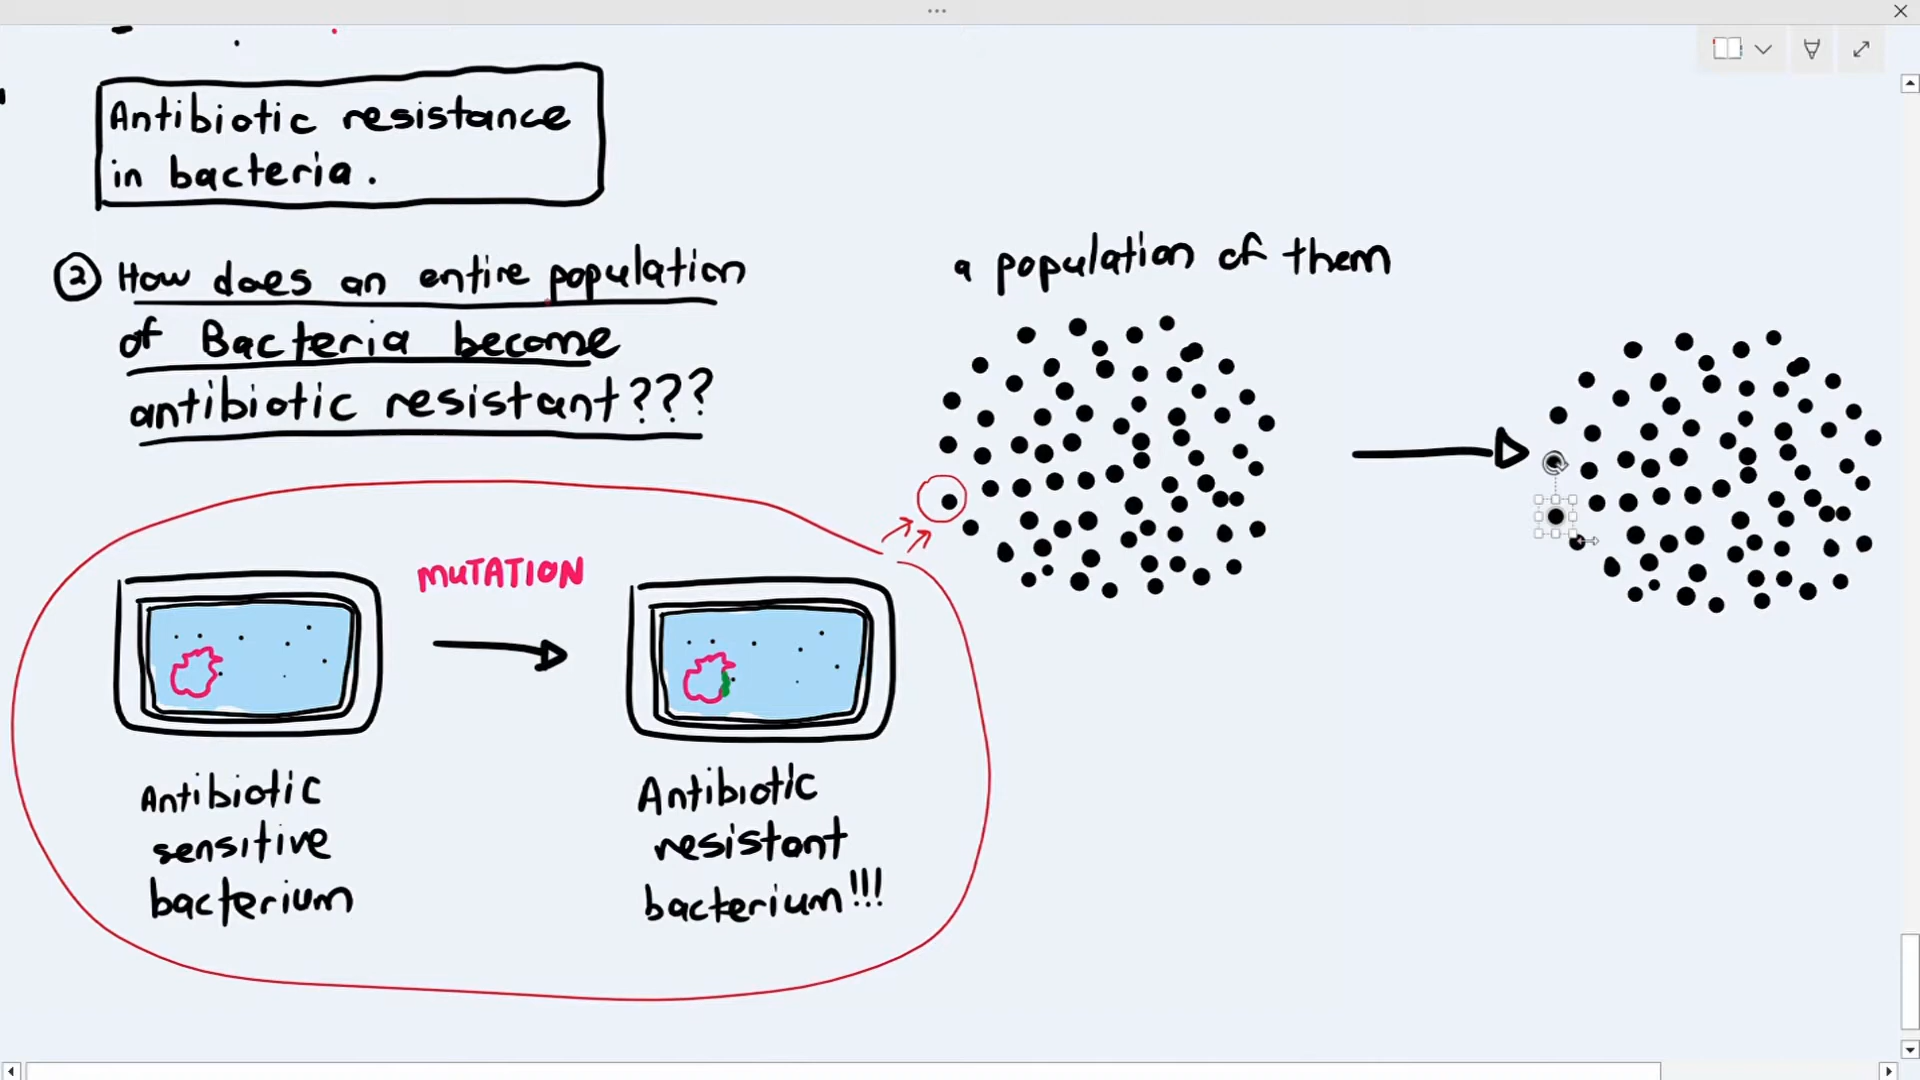 Antibiotic resistance
in bacteria.
② How does an entire population
of Bacteria become
antibiotic resistant???
a population of them
MUTATION
Antibiotic
sensitive
bacterium
Antibiotic
resistant
bacterium!!!